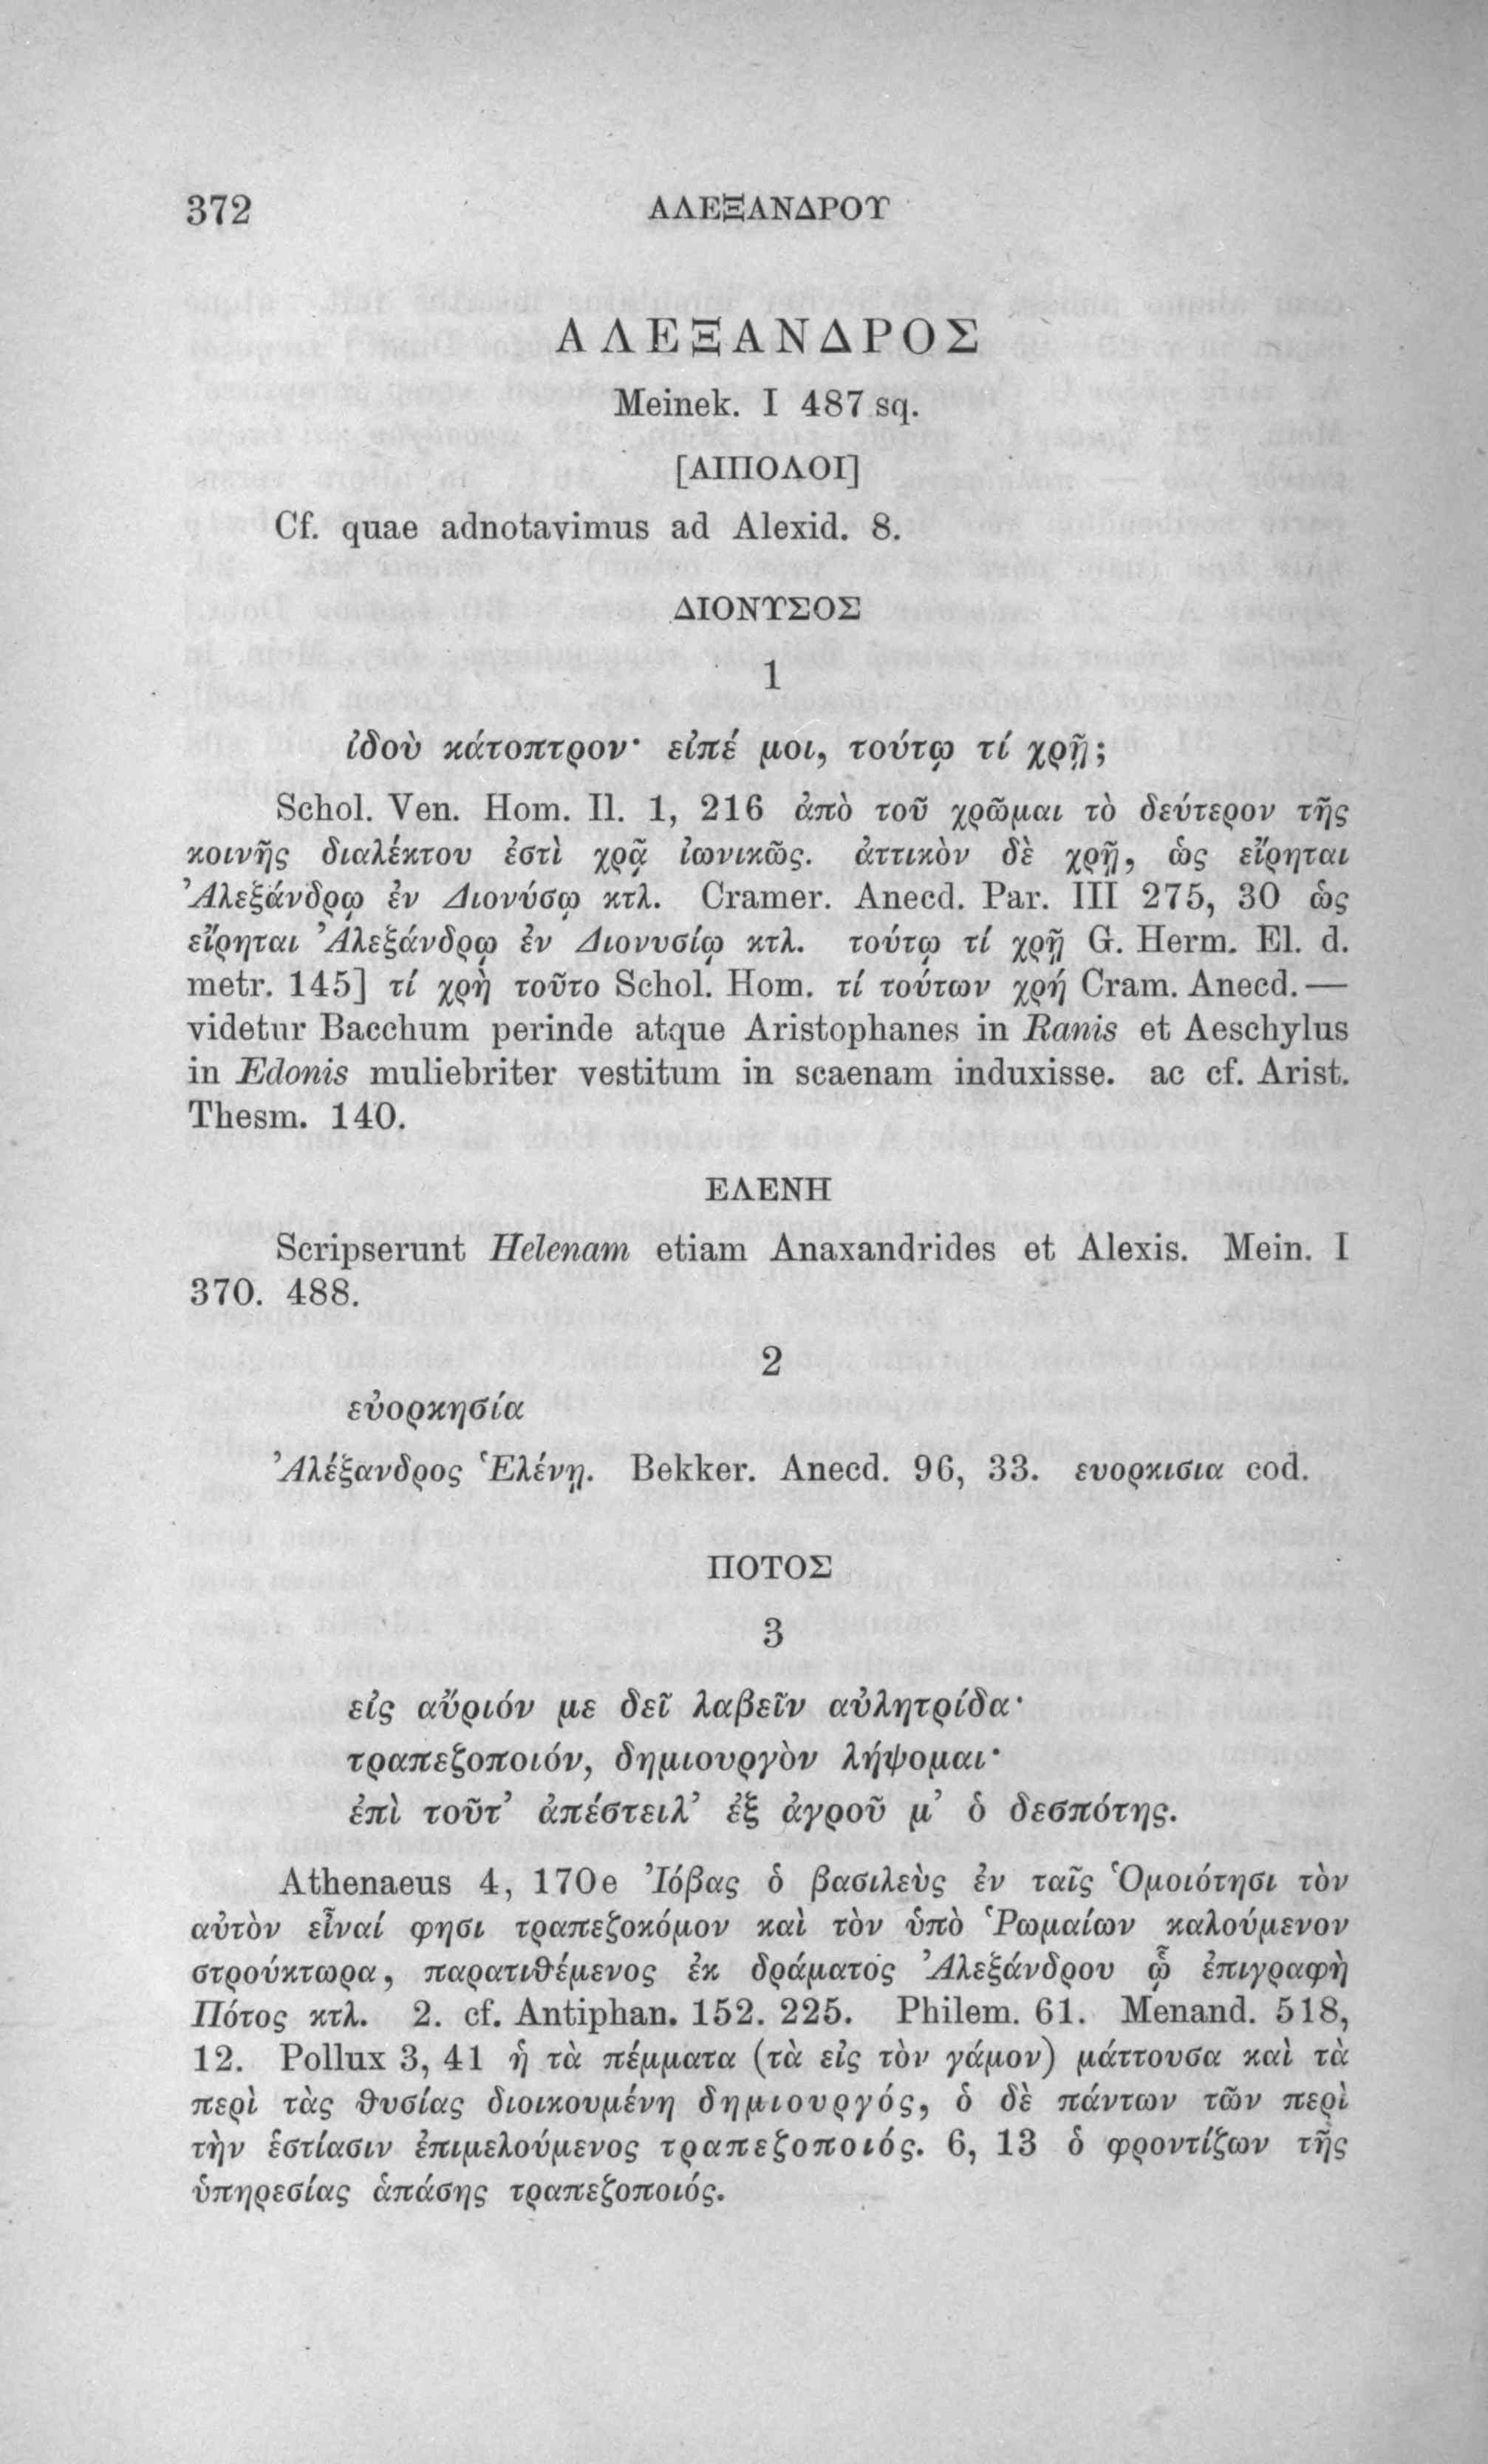 372 ΑΛΕΞΑΝΔΡΟΥ
ΑΛΕΞΑΝΔΡΟΣ
Meinek. I 487 sq.
[ΑΙΠΟΛΟΙ]
Cf. quae adnotavimus ad Alexid. 8.
ΔΙΟΝΥΣΟΣ
1
ἰδοὺ κάτοπτρον· εἰπέ μοι, τούτῳ τί χρῇ;
Schol. Ven. Hom. Il. 1, 216 ἀπὸ τοῦ χρῶμαι τὸ δεύτερον τῆς
κοινῆς διαλέκτου ἐστὶ χρᾷ ἰωνικῶς. ἀττικὸν δὲ χρῇ, ὡς εἴρηται
Ἀλεξάνδρῳ ἐν Διονύσῳ κτλ. Cramer. Anecd. Par. III 275, 30 ὡς
εἴρηται Ἀλεξάνδρῳ ἐν Διονυσίῳ κτλ. τούτῳ τί χρῇ G. Herm. El. d.
metr. 145] τί χρὴ τοῦτο Schol. Hom. τί τούτων χρή Cram. Anecd. —
videtur Bacchum perinde atque Aristophanes in Ranis et Aeschylus
in Edonis muliebriter vestitum in scaenam induxisse. ac cf. Arist.
Thesm. 140.
ΕΛΕΝΗ
Scripserunt Helenam etiam Anaxandrides et Alexis. Mein. I
370. 488.
2
εὐορκησία
Ἀλέξανδρος Ἑλένῃ. Bekker. Anecd. 96, 33. ευορκισια cod.
ΠΟΤΟΣ
3
εἰς αὔριόν με δεῖ λαβεῖν αὐλητρίδα·
τραπεζοποιόν, δημιουργὸν λήψομαι·
ἐπὶ τοῦτ’ ἀπέστειλ’ ἐξ ἀγροῦ μ’ ὁ δεσπότης.
Athenaeus 4, 170e Ἰόβας ὁ βασιλεὺς ἐν ταῖς Ὁμοιότησι τὸν
αὐτὸν εἶναί φησι τραπεζοκόμον καὶ τὸν ὑπὸ Ῥωμαίων καλούμενον
στρούκτωρα, παρατιθέμενος ἐκ δράματος Ἀλεξάνδρου ᾧ ἐπιγραφὴ
Πότος κτλ. 2. cf. Antiphan. 152. 225. Philem. 61. Menand. 518,
12. Pollux 3, 41 ἡ τὰ πέμματα (τὰ εἰς τὸν γάμον) μάττουσα καὶ τὰ
περὶ τὰς θυσίας διοικουμένη δημιουργός, ὁ δὲ πάντων τῶν περὶ
τὴν ἑστίασιν ἐπιμελούμενος τραπεζοποιός. 6, 13 ὁ φροντίζων τῆς
ὑπηρεσίας ἁπάσης τραπεζοποιός.